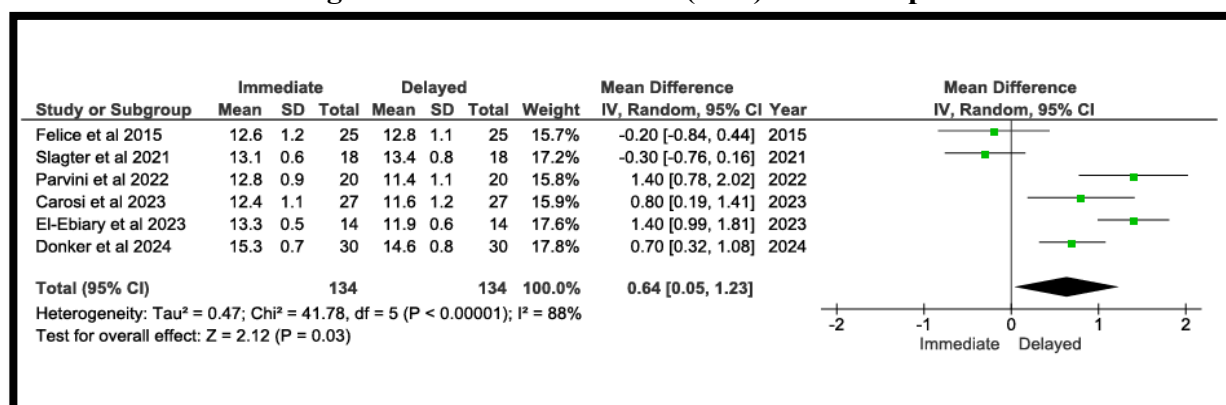 Immediate Delayed Mean Difference Mean Difference
Study or Subgroup Mean SD Total Mean SD Total Weight IV, Random, 95% CI Year IV, Random, 95% CI
Felice et al 2015 12.6 1.2 25 12.8 1.1 25 15.7% -0.20 [-0.84, 0.44] 2015
Slagter et al 2021 13.1 0.6 18 13.4 0.8 18 17.2% -0.30 [-0.76, 0.16] 2021
Parvini et al 2022 12.8 0.9 20 11.4 1.1 20 15.8% 1.40 [0.78, 2.02] 2022
Carosi et al 2023 12.4 1.1 27 11.6 1.2 27 15.9% 0.80 [0.19, 1.41] 2023
El-Ebiary et al 2023 13.3 0.5 14 11.9 0.6 14 17.6% 1.40 [0.99, 1.81] 2023
Donker et al 2024 15.3 0.7 30 14.6 0.8 30 17.8% 0.70 [0.32, 1.08] 2024
Total (95% CI) 134 134 100.0% 0.64 [0.05, 1.23]
Heterogeneity: Tau² = 0.47; Chi² = 41.78, df = 5 (P < 0.00001); I² = 88%
Test for overall effect: Z = 2.12 (P = 0.03)
-2 -1 0 1 2
Immediate Delayed